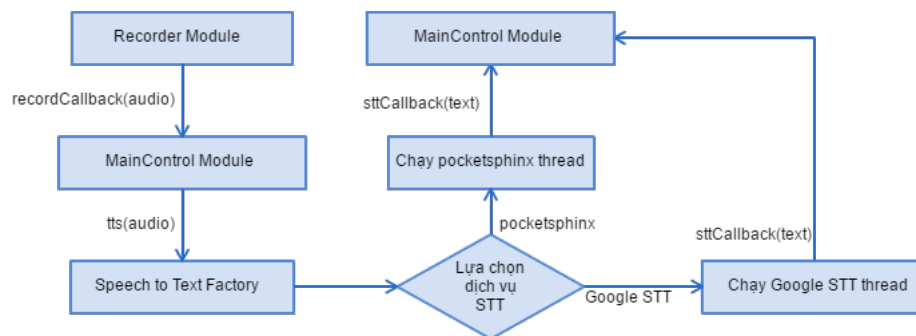 Recorder Module
MainControl Module
recordCallback(audio)
sttCallback(text)
MainControl Module
Chạy pocketsphinx thread
tts(audio)
pocketsphinx
sttCallback(text)
Speech to Text Factory
Lựa chọn
dịch vụ
STT
Google STT
Chạy Google STT thread